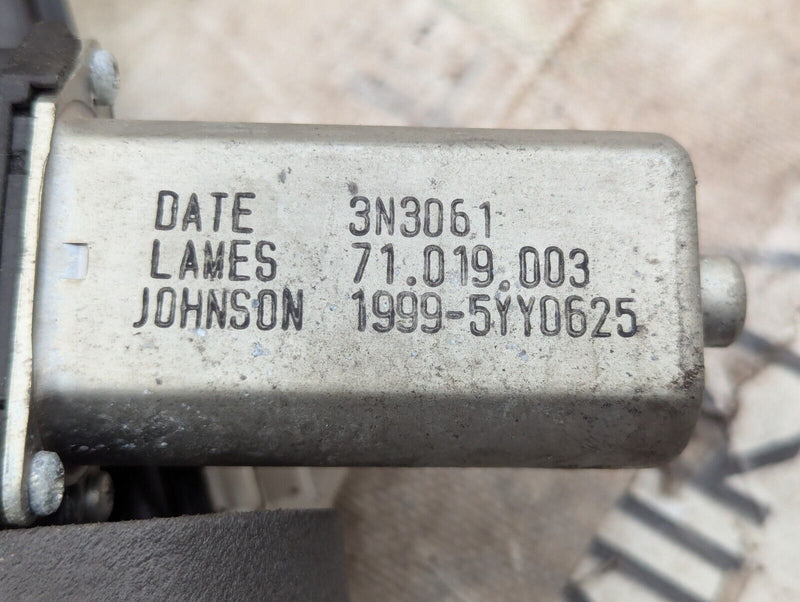 DATE 3N3061
LAMES 71.019.003
JOHNSON 1999-5YY0625